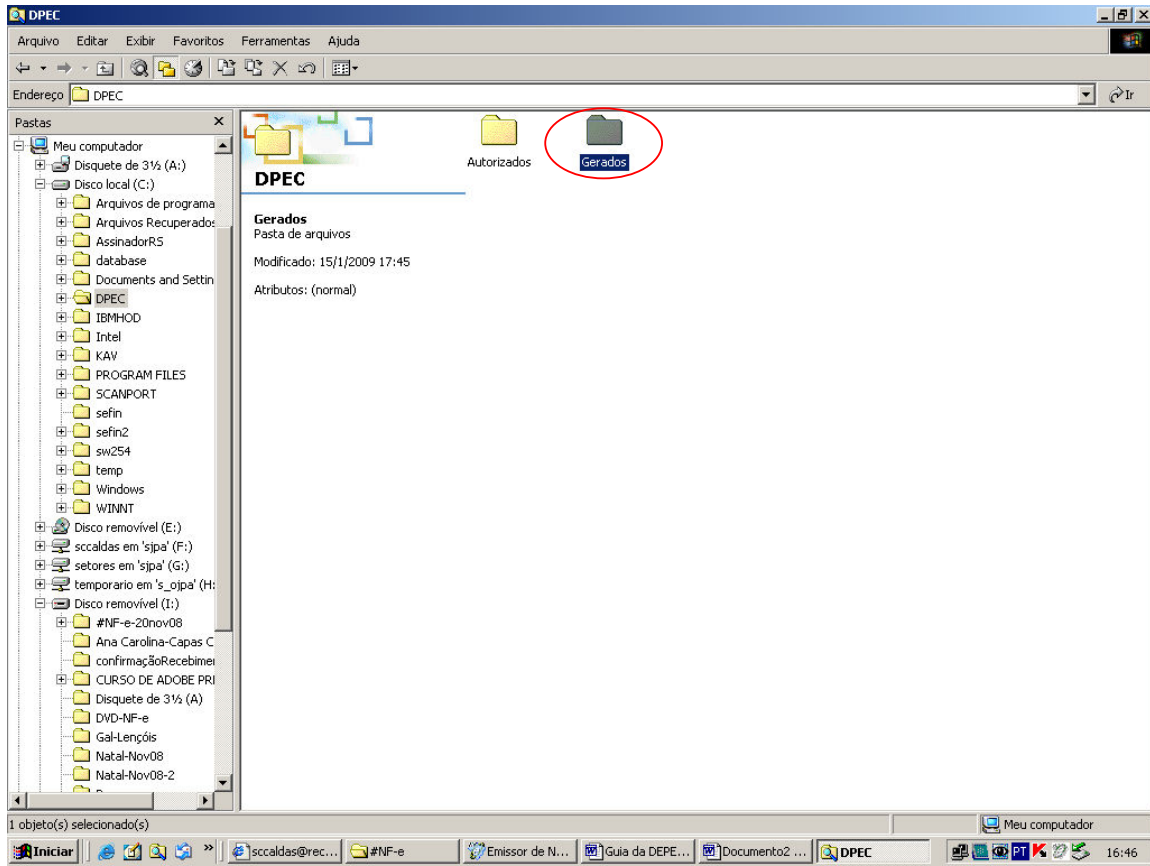 DPEC
Arquivo Editar Exibir Favoritos Ferramentas Ajuda
Endereço DPEC Ir
Pastas
Meu computador
Disquete de 3½ (A:)
Disco local (C:)
Arquivos de programa
Arquivos Recuperados
AssinadorRS
database
Documents and Settin
DPEC
IBMHOD
Intel
KAV
PROGRAM FILES
SCANPORT
sefin
sefin2
sw254
temp
Windows
WINNT
Disco removível (E:)
sccaldas em 'sjpa' (F:)
setores em 'sjpa' (G:)
temporario em 's_ojpa' (H:
Disco removível (I:)
#NF-e-20nov08
Ana Carolina-Capas C
confirmaçãoRecebimen
CURSO DE ADOBE PRI
Disquete de 3½ (A)
DVD-NF-e
Gal-Lençóis
Natal-Nov08
Natal-Nov08-2
DPEC
Gerados
Pasta de arquivos
Modificado: 15/1/2009 17:45
Atributos: (normal)
Autorizados Gerados
1 objeto(s) selecionado(s) Meu computador
Iniciar » sccaldas@rec... #NF-e Emissor de N... Guia da DEPE... Documento2 ... DPEC PT 16:46